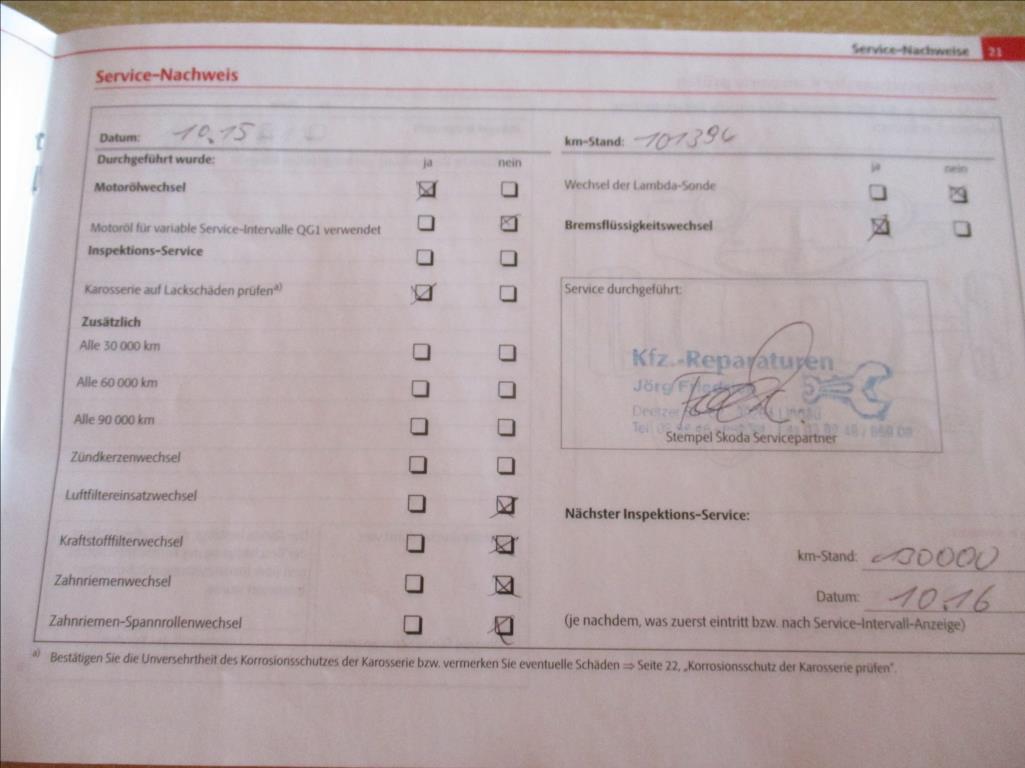 Service-Nachweise 21
Service-Nachweis
Datum: 10.15
km-Stand: 101394
Durchgeführt wurde: ja nein
ja nein
Motorölwechsel
Wechsel der Lambda-Sonde
Motoröl für variable Service-Intervalle QG1 verwendet
Bremsflüssigkeitswechsel
Inspektions-Service
Karosserie auf Lackschäden prüfen a)
Service durchgeführt:
Zusätzlich
Alle 30 000 km
Kfz.-Reparaturen
Alle 60 000 km
Jörg
Alle 90 000 km
Stempel Skoda Servicepartner
Zündkerzenwechsel
Luftfiltereinsatzwechsel
Nächster Inspektions-Service:
Kraftstofffilterwechsel
km-Stand: 130000
Zahnriemenwechsel
Datum: 10.16
Zahnriemen-Spannrollenwechsel
(je nachdem, was zuerst eintritt bzw. nach Service-Intervall-Anzeige)
a) Bestätigen Sie die Unversehrtheit des Korrosionsschutzes der Karosserie bzw. vermerken Sie eventuelle Schäden ⇒ Seite 22, „Korrosionsschutz der Karosserie prüfen“.